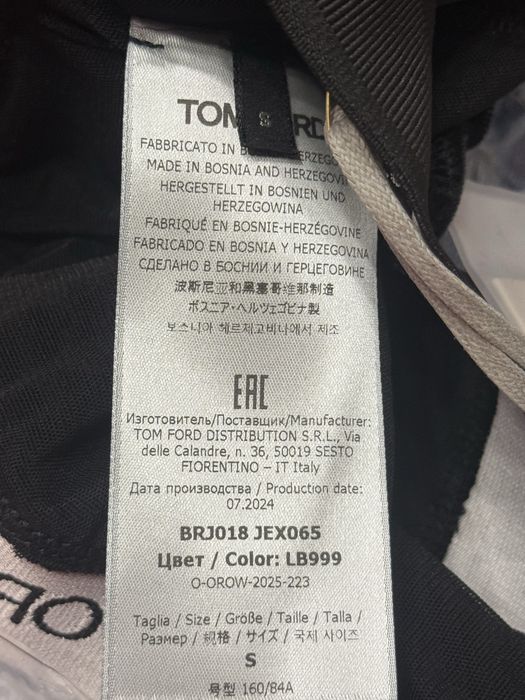 TOM
S
FABBRICATO IN
MADE IN BOSNIA AND
HERGESTELLT IN BOSNIEN UND
HERZEGOWINA
FABRIQUÉ EN BOSNIE-HERZÉGOVINE
FABRICADO EN BOSNIA Y HERZEGOVINA
СДЕЛАНО В БОСНИИ И ГЕРЦЕГОВИНЕ
波斯尼亚和黑塞哥维那制造
ボスニア・ヘルツェゴビナ製
보스니아 헤르제고비나에서 제조
EAC
Изготовитель/Поставщик/Manufacturer:
TOM FORD DISTRIBUTION S.R.L., Via
delle Calandre, n. 36, 50019 SESTO
FIORENTINO – IT Italy
Дата производства / Production date:
07.2024
BRJ018 JEX065
Цвет / Color: LB999
O-OROW-2025-223
Taglia / Size / Größe / Taille / Talla /
Размер / 规格 / サイズ / 국제 사이즈
S
号型 160/84A